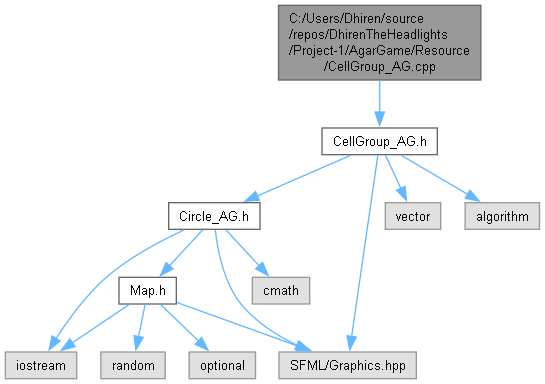 C:/Users/Dhiren/source
/repos/DhirenTheHeadlights
/Project-1/AgarGame/Resource
/CellGroup_AG.cpp
CellGroup_AG.h
Circle_AG.h
vector
algorithm
Map.h
cmath
iostream
random
optional
SFML/Graphics.hpp